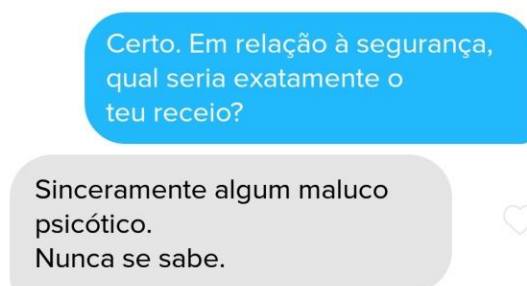 Certo. Em relação à segurança,
qual seria exatamente o
teu receio?
Sinceramente algum maluco
psicótico.
Nunca se sabe.